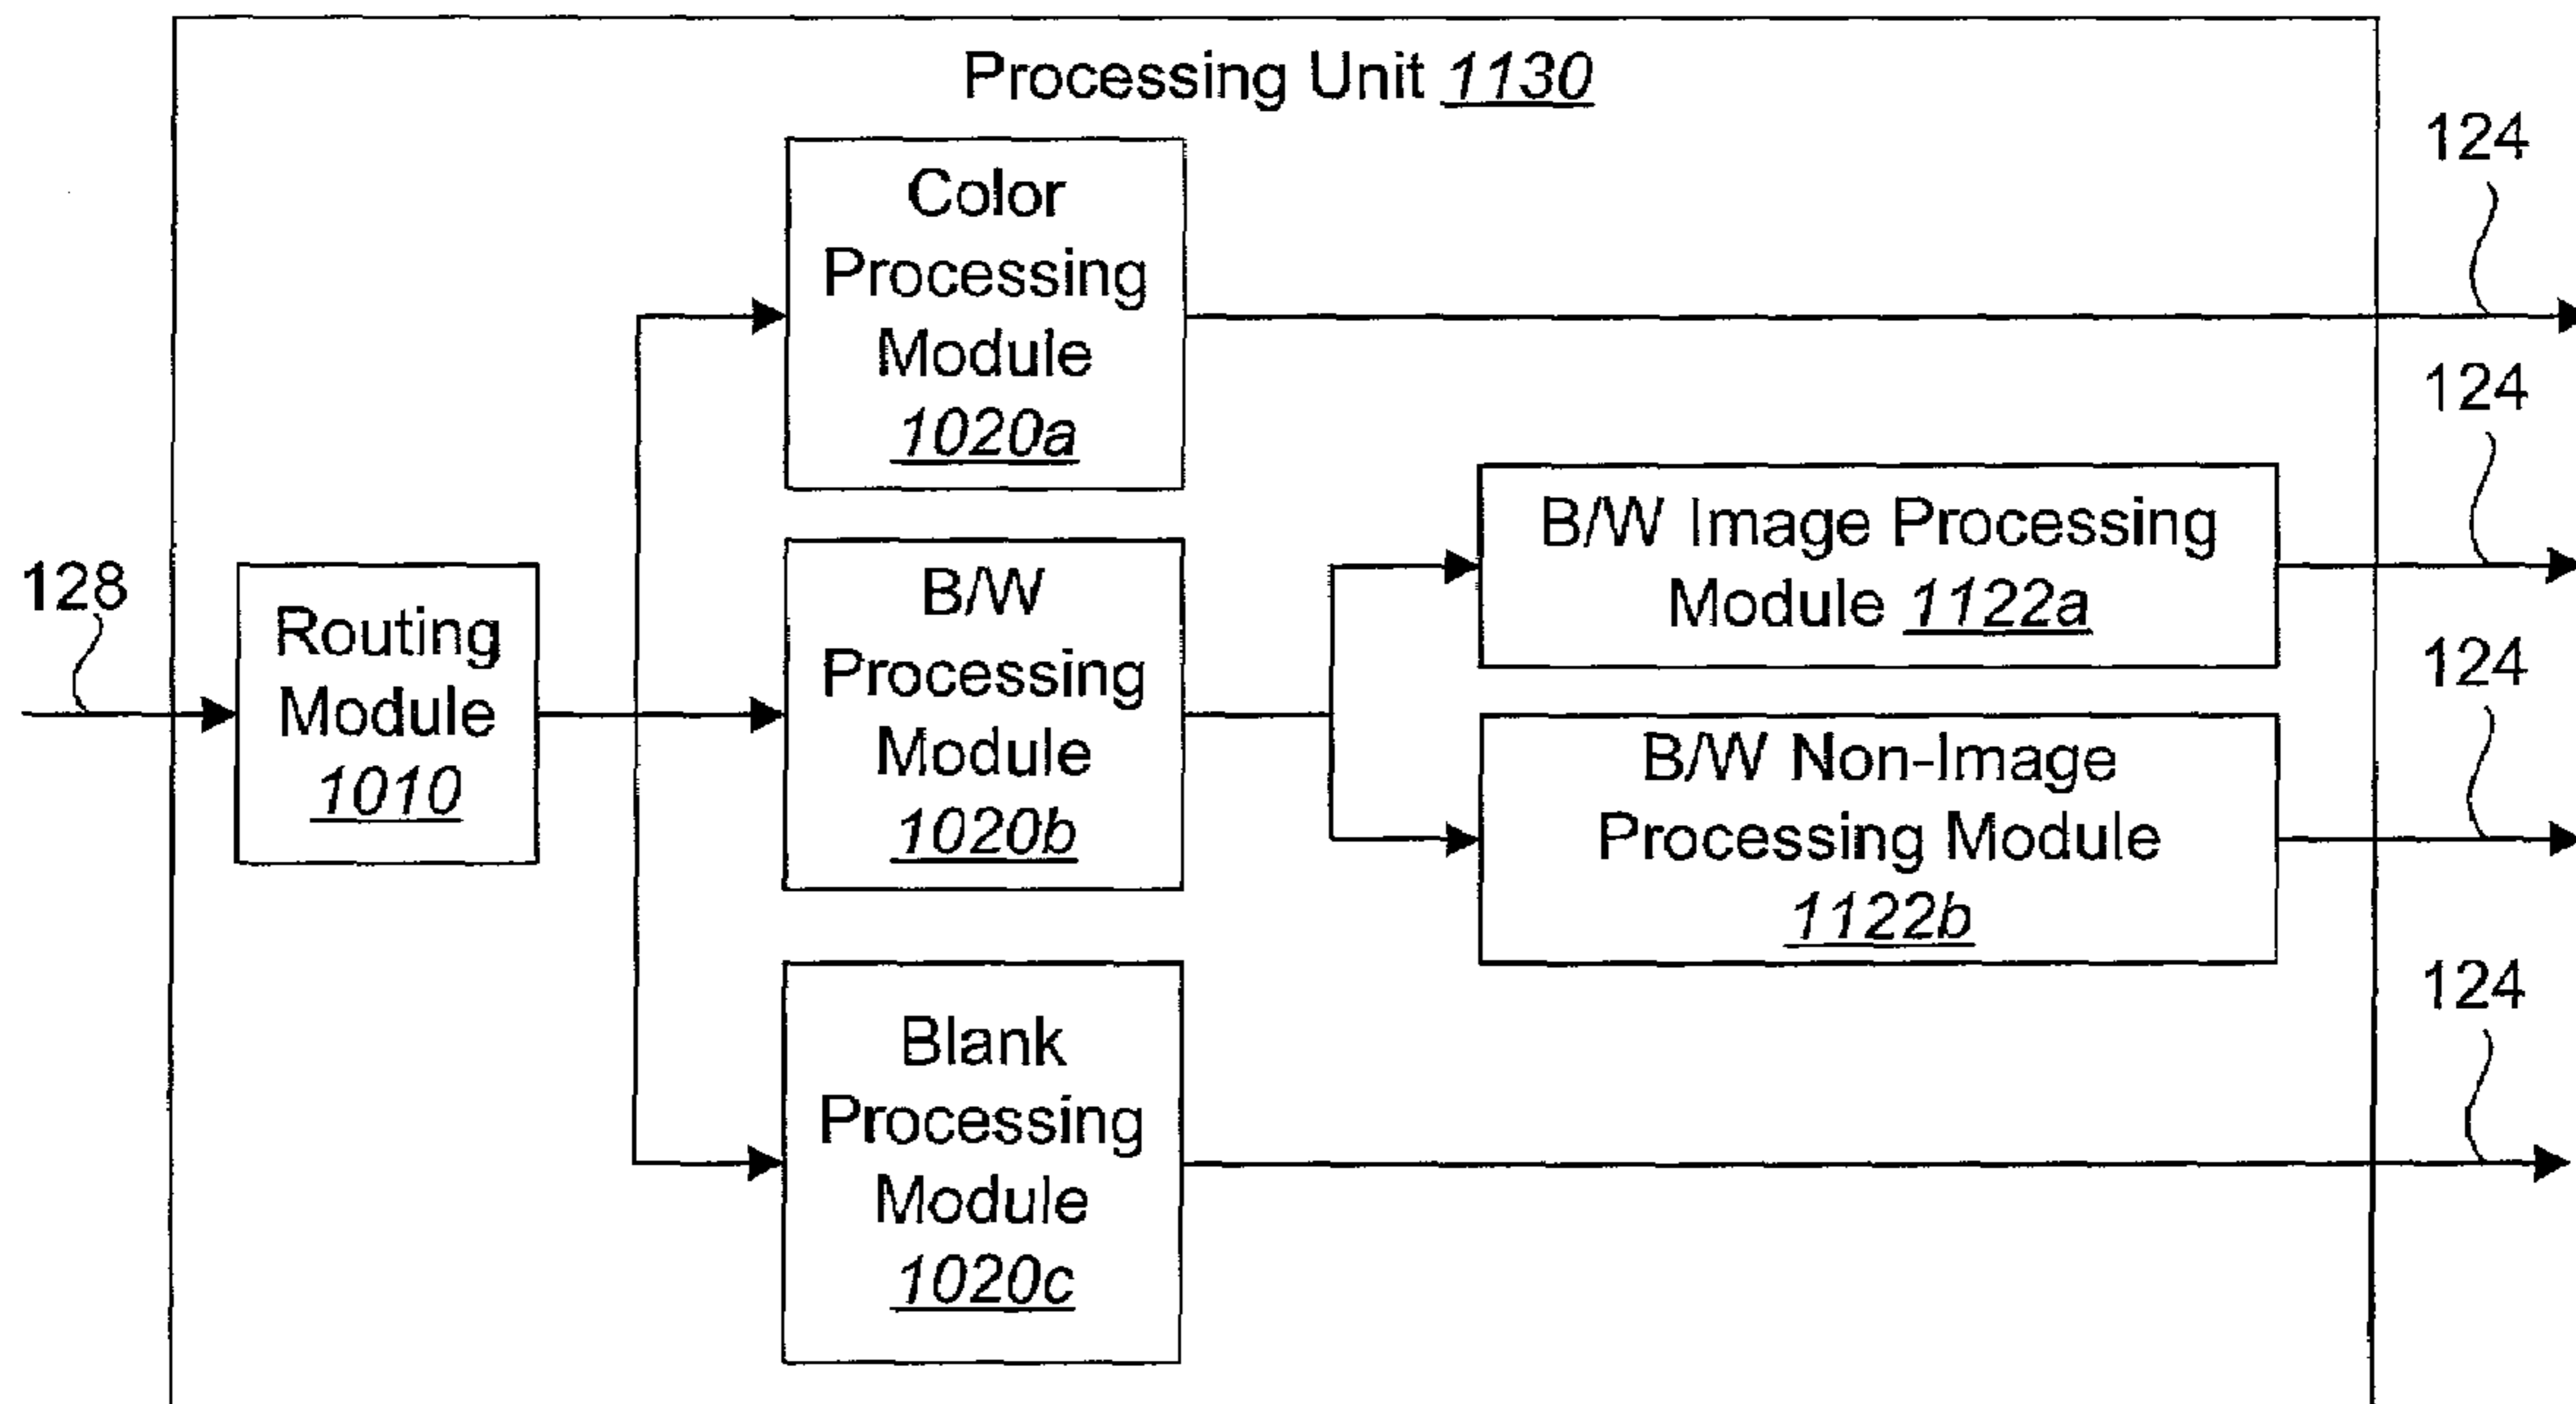 Processing Unit 1130
124
Color
Processing
Module
1020a
124
B/W Image Processing
Module 1122a
128
Routing
Module
1010
B/W
Processing
Module
1020b
124
B/W Non-Image
Processing Module
1122b
124
Blank
Processing
Module
1020c